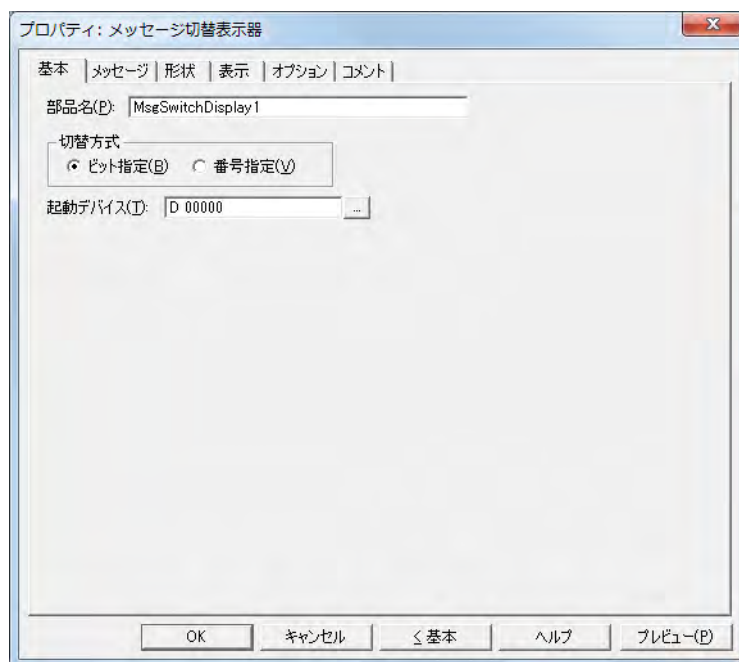 プロパティ: メッセージ切替表示器
基本 メッセージ 形状 表示 オプション コメント
部品名(P): MsgSwitchDisplay1
切替方式
ビット指定(B) 番号指定(V)
起動デバイス(T): D 00000 ...
OK キャンセル < 基本 ヘルプ プレビュー(P)